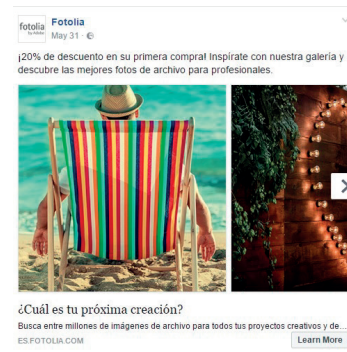 fotolia
by Adobe
Fotolia
May 31 ·
¡20% de descuento en su primera compra! Inspírate con nuestra galería y
descubre las mejores fotos de archivo para profesionales.
¿Cuál es tu próxima creación?
Busca entre millones de imágenes de archivo para todos tus proyectos creativos y de...
ES.FOTOLIA.COM
Learn More